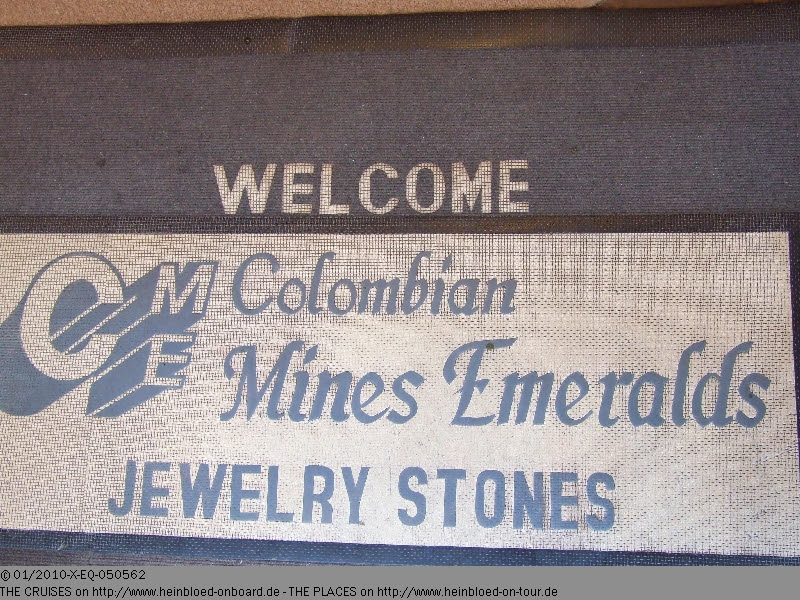 WELCOME
CME Colombian
Mines Emeralds
JEWELRY STONES
© 01/2010-X-EQ-050562
THE CRUISES on http://www.heinbloed-onboard.de - THE PLACES on http://www.heinbloed-on-tour.de